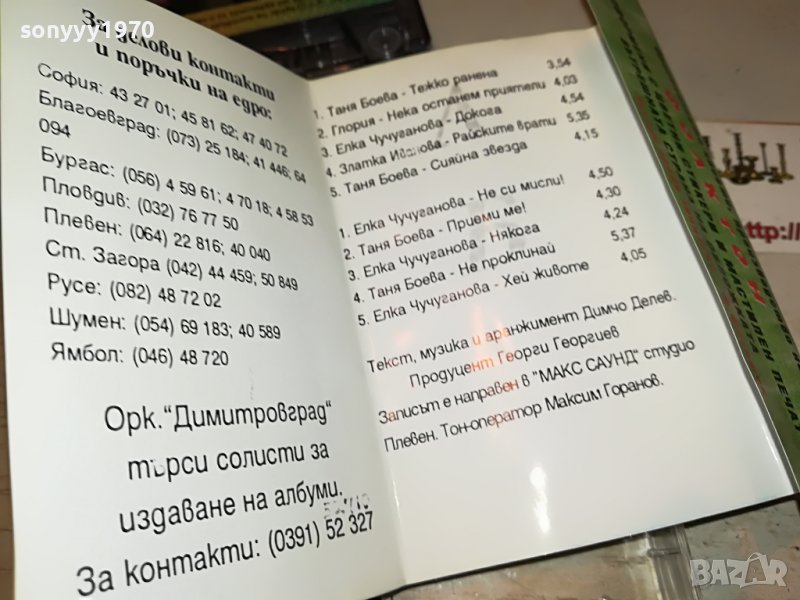 sonyyy1970
За делови контакти
и поръчки на едро:
София: 43 27 01; 45 81 62; 47 40 72
Благоевград: (073) 25 184; 41 446; 64
094
Бургас: (056) 4 59 61; 4 70 18; 4 58 53
Пловдив: (032) 76 77 50
Плевен: (064) 22 816; 40 040
Ст. Загора (042) 44 459; 50 849
Русе: (082) 48 72 02
Шумен: (054) 69 183; 40 589
Ямбол: (046) 48 720
Орк.“Димитровград“
търси солисти за
издаване на албуми.
За контакти: (0391) 52 327
1. Таня Боева - Тежко ранена 3,54
2. Глория - Нека останем приятели 4,03
3. Елка Чучуганова - Докога 4,54
4. Златка Иванова - Райските врати 5,35
5. Таня Боева - Сияйна звезда 4,15
1. Елка Чучуганова - Не си мисли! 4,50
2. Таня Боева - Приеми ме! 4,30
3. Елка Чучуганова - Някога 4,24
4. Таня Боева - Не проклинай 5,37
5. Елка Чучуганова - Хей животе 4,05
Текст, музика и аранжимент Димчо Делев.
Продуцент Георги Георгиев
Записът е направен в "МАКС САУНД" студио
Плевен. Тон-оператор Максим Горанов.
http://
BAZAR